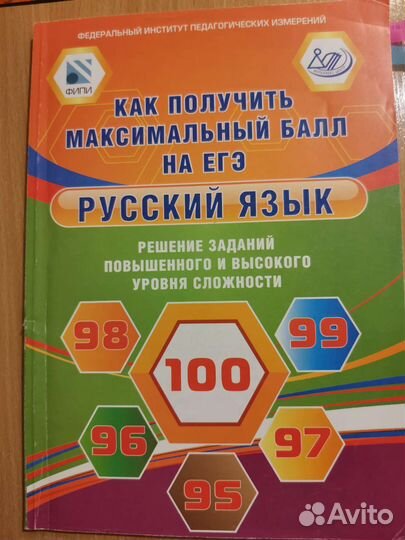 ФЕДЕРАЛЬНЫЙ ИНСТИТУТ ПЕДАГОГИЧЕСКИХ ИЗМЕРЕНИЙ
ФИПИ
КАК ПОЛУЧИТЬ
МАКСИМАЛЬНЫЙ БАЛЛ
НА ЕГЭ
РУССКИЙ ЯЗЫК
РЕШЕНИЕ ЗАДАНИЙ
ПОВЫШЕННОГО И ВЫСОКОГО
УРОВНЯ СЛОЖНОСТИ
98
99
100
96
97
95
Avito